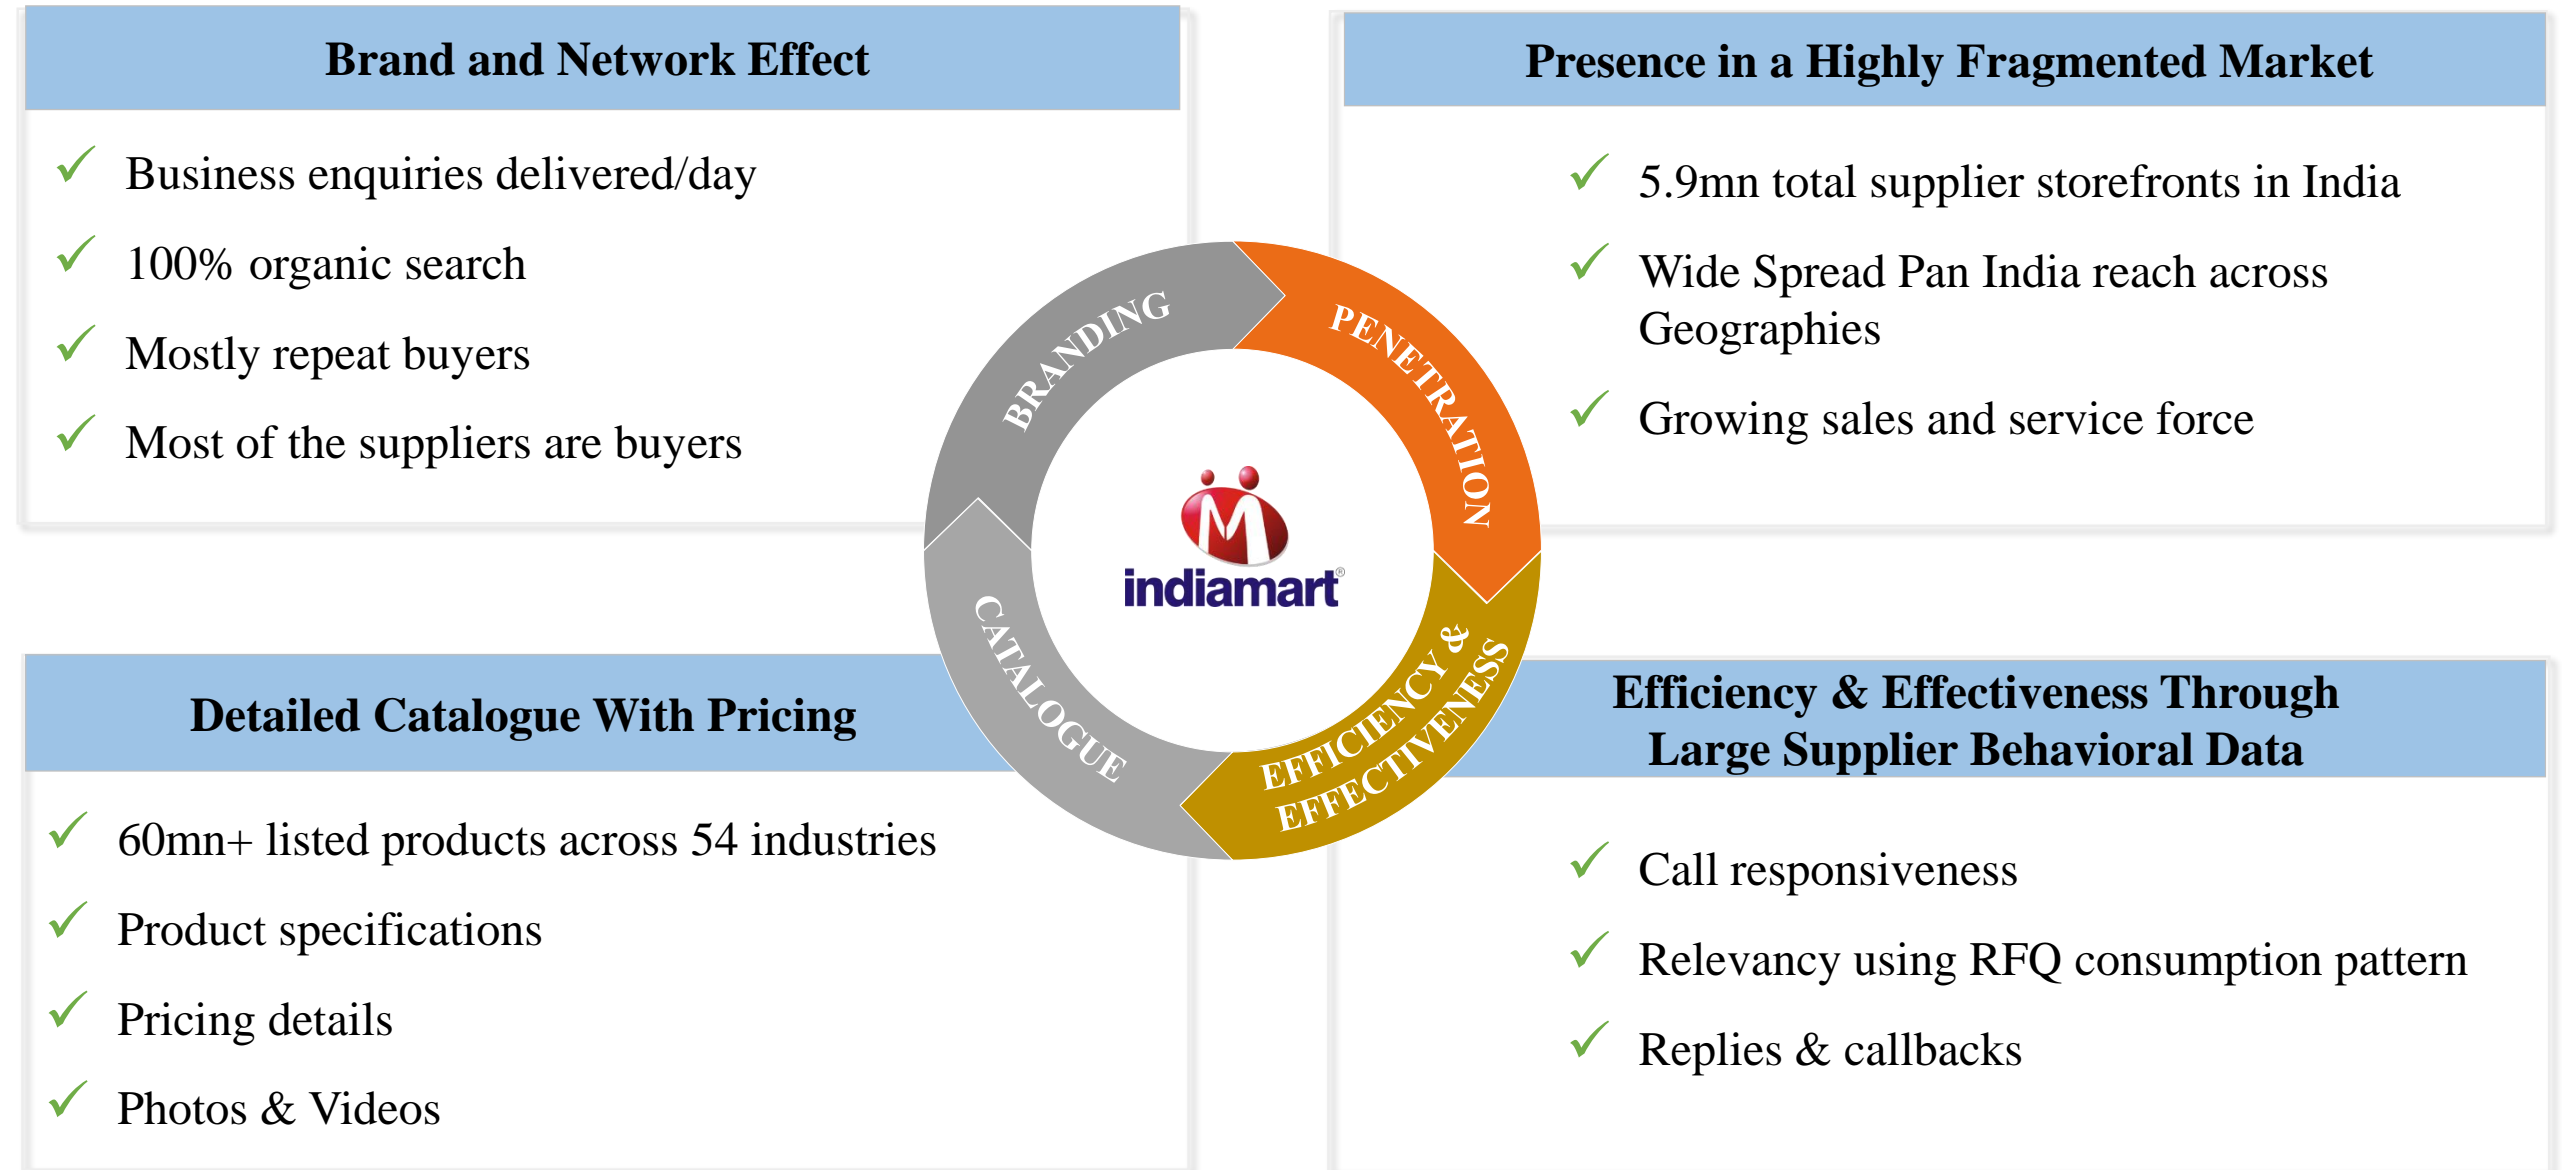 Brand and Network Effect
Business enquiries delivered/day
100% organic search
Mostly repeat buyers
Most of the suppliers are buyers
Presence in a Highly Fragmented Market
5.9mn total supplier storefronts in India
Wide Spread Pan India reach across
Geographies
Growing sales and service force
BRANDING
PENETRATION
indiamart®
CATALOGUE
EFFICIENCY &
EFFECTIVENESS
Detailed Catalogue With Pricing
60mn+ listed products across 54 industries
Product specifications
Pricing details
Photos & Videos
Efficiency & Effectiveness Through
Large Supplier Behavioral Data
Call responsiveness
Relevancy using RFQ consumption pattern
Replies & callbacks